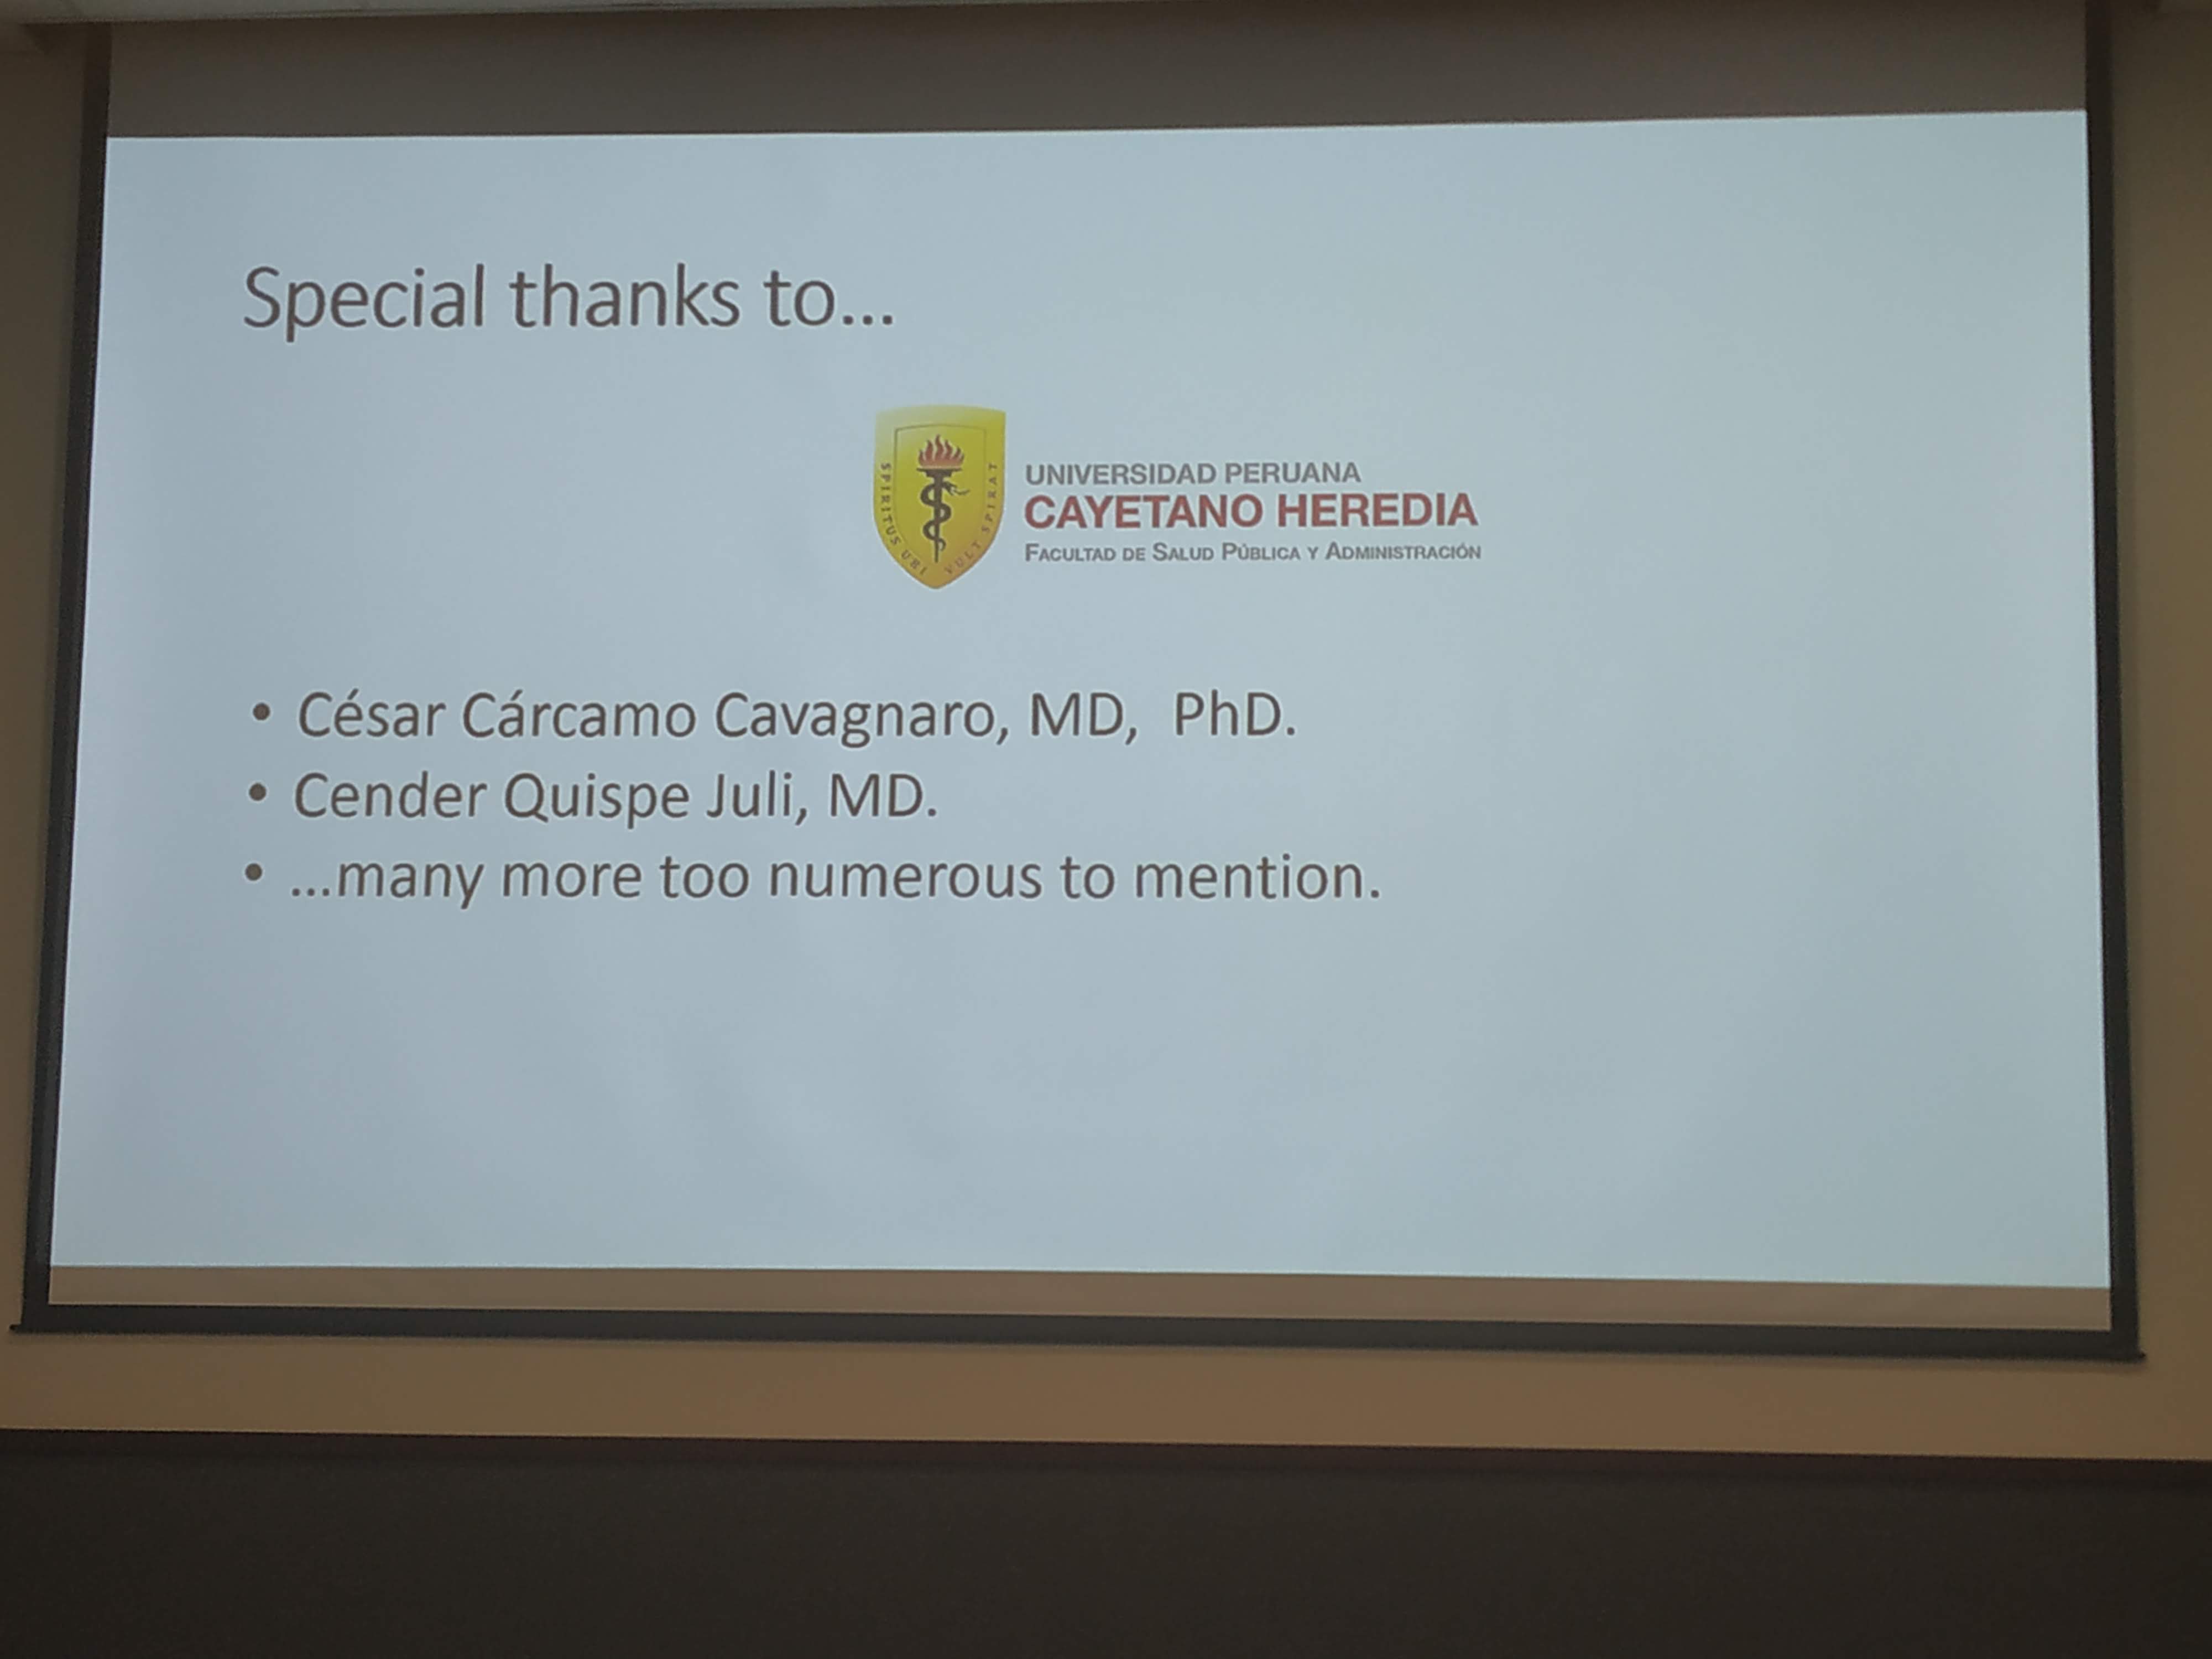 Special thanks to...
SPIRITUS UBI VULT SPIRAT
UNIVERSIDAD PERUANA
CAYETANO HEREDIA
FACULTAD DE SALUD PÚBLICA Y ADMINISTRACIÓN
• César Cárcamo Cavagnaro, MD,  PhD.
• Cender Quispe Juli, MD.
• ...many more too numerous to mention.